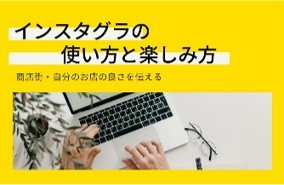 インスタグラの
使い方と楽しみ方
商店街・自分のお店の良さを伝える